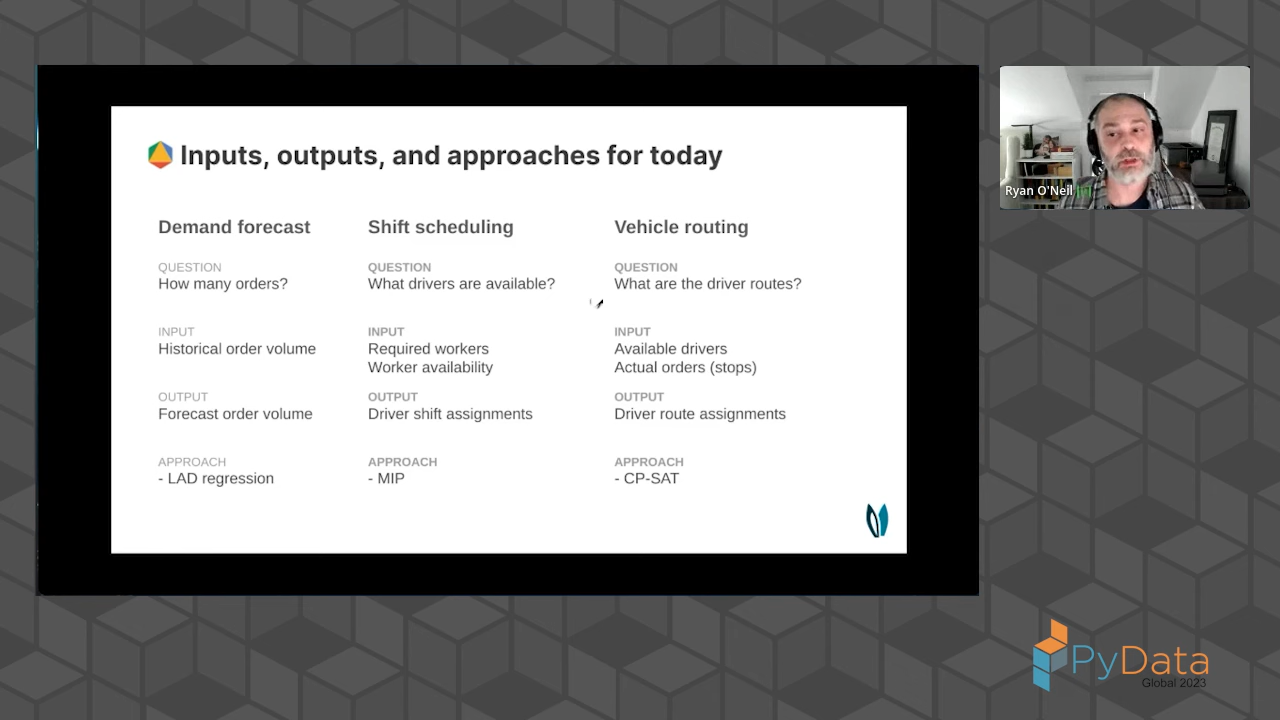 Inputs, outputs, and approaches for today
Demand forecast
QUESTION
How many orders?
INPUT
Historical order volume
OUTPUT
Forecast order volume
APPROACH
- LAD regression
Shift scheduling
QUESTION
What drivers are available?
INPUT
Required workers
Worker availability
OUTPUT
Driver shift assignments
APPROACH
- MIP
Vehicle routing
QUESTION
What are the driver routes?
INPUT
Available drivers
Actual orders (stops)
OUTPUT
Driver route assignments
APPROACH
- CP-SAT
Ryan O'Neil
PyData
Global 2023